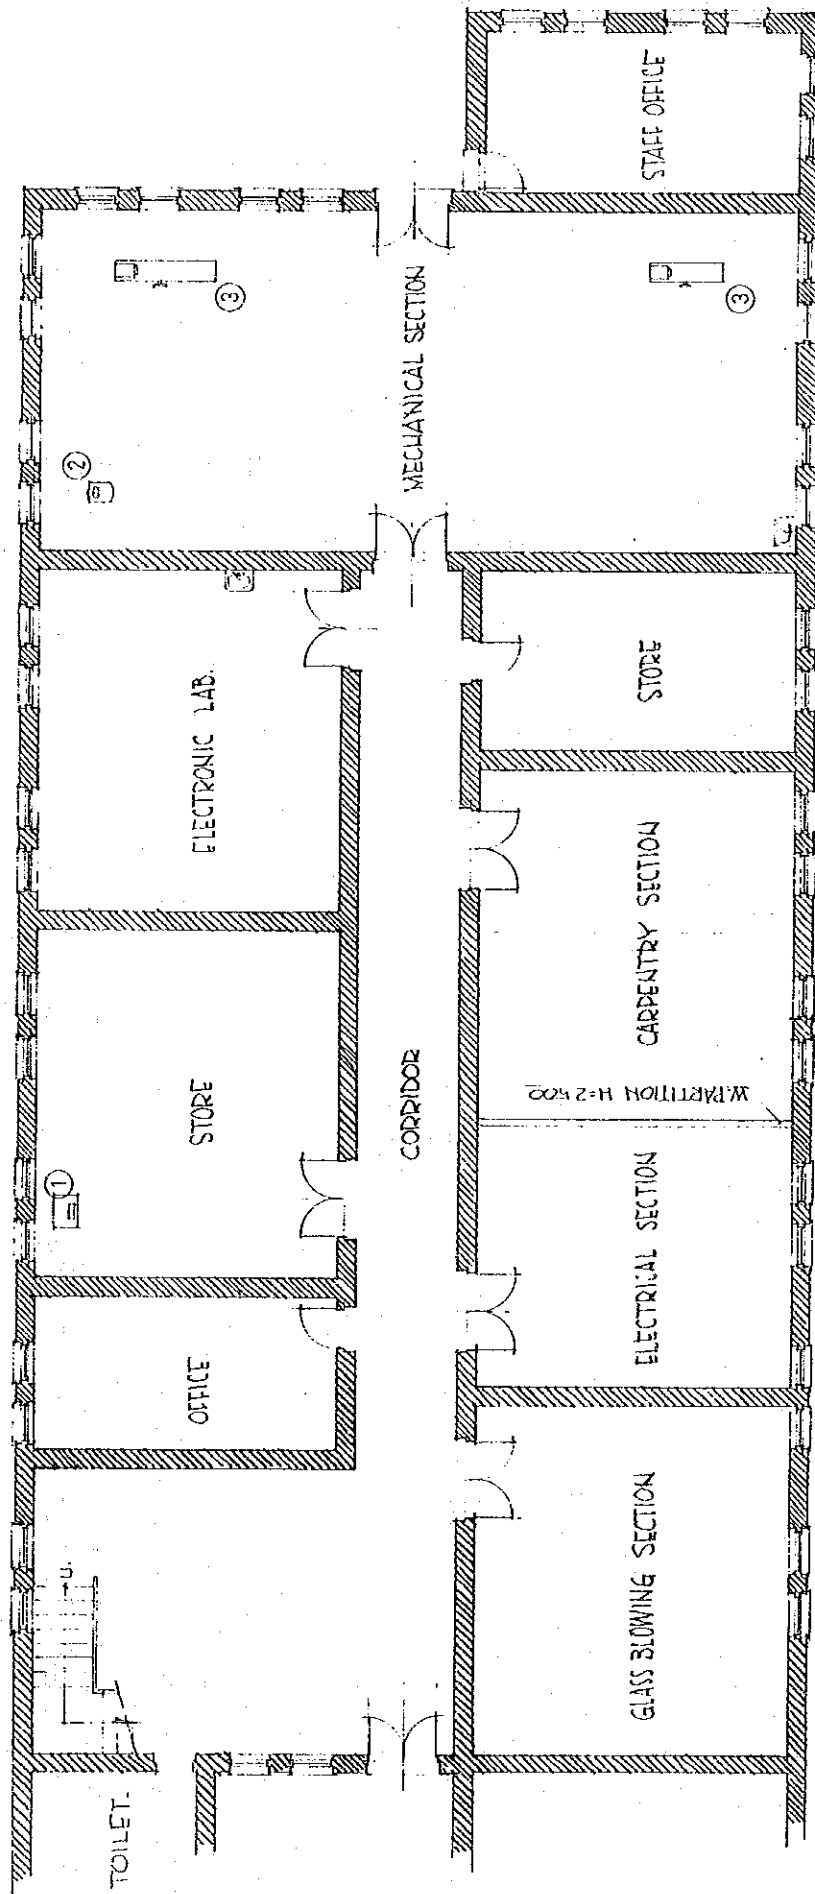 STAFF OFFICE
③
③
MECHANICAL SECTION
②
ELECTRONIC LAB.
STORE
CARPENTRY SECTION
W.PARTITION H=2500
STORE
CORRIDOR
①
ELECTRICAL SECTION
OFFICE
GLASS BLOWING SECTION
U.
TOILET.